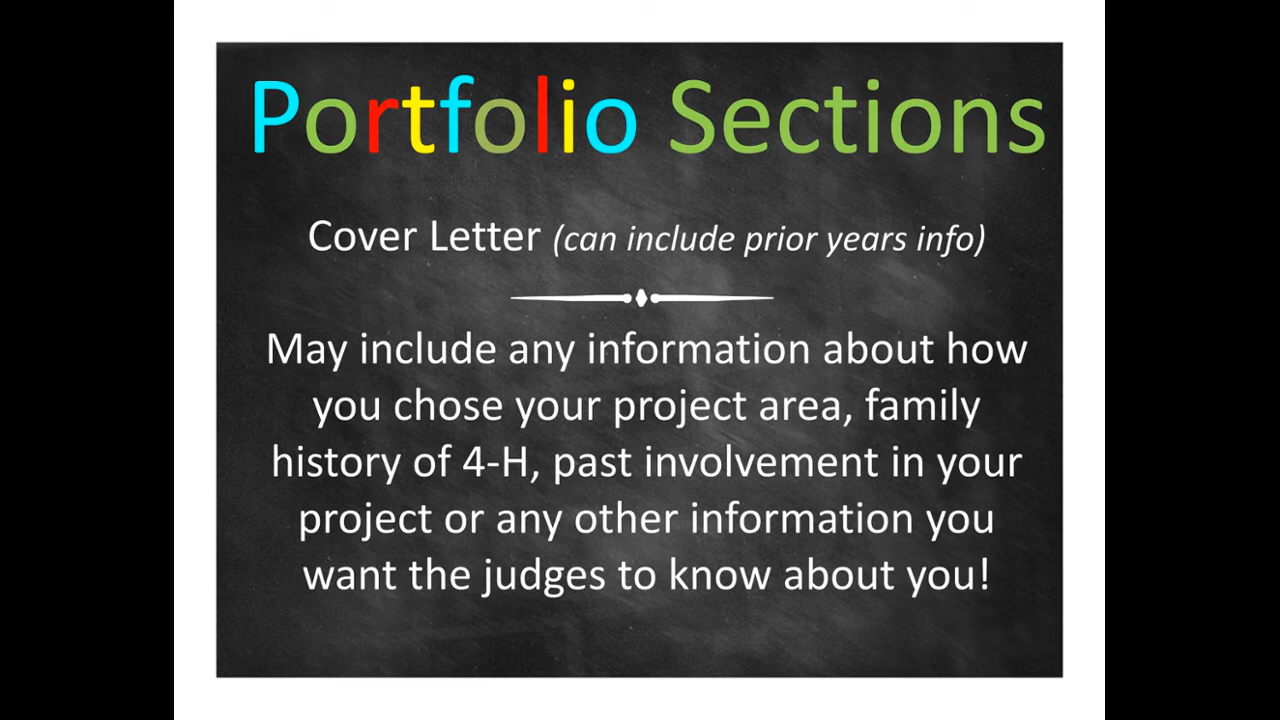 Portfolio Sections
Cover Letter (can include prior years info)
May include any information about how
you chose your project area, family
history of 4-H, past involvement in your
project or any other information you
want the judges to know about you!